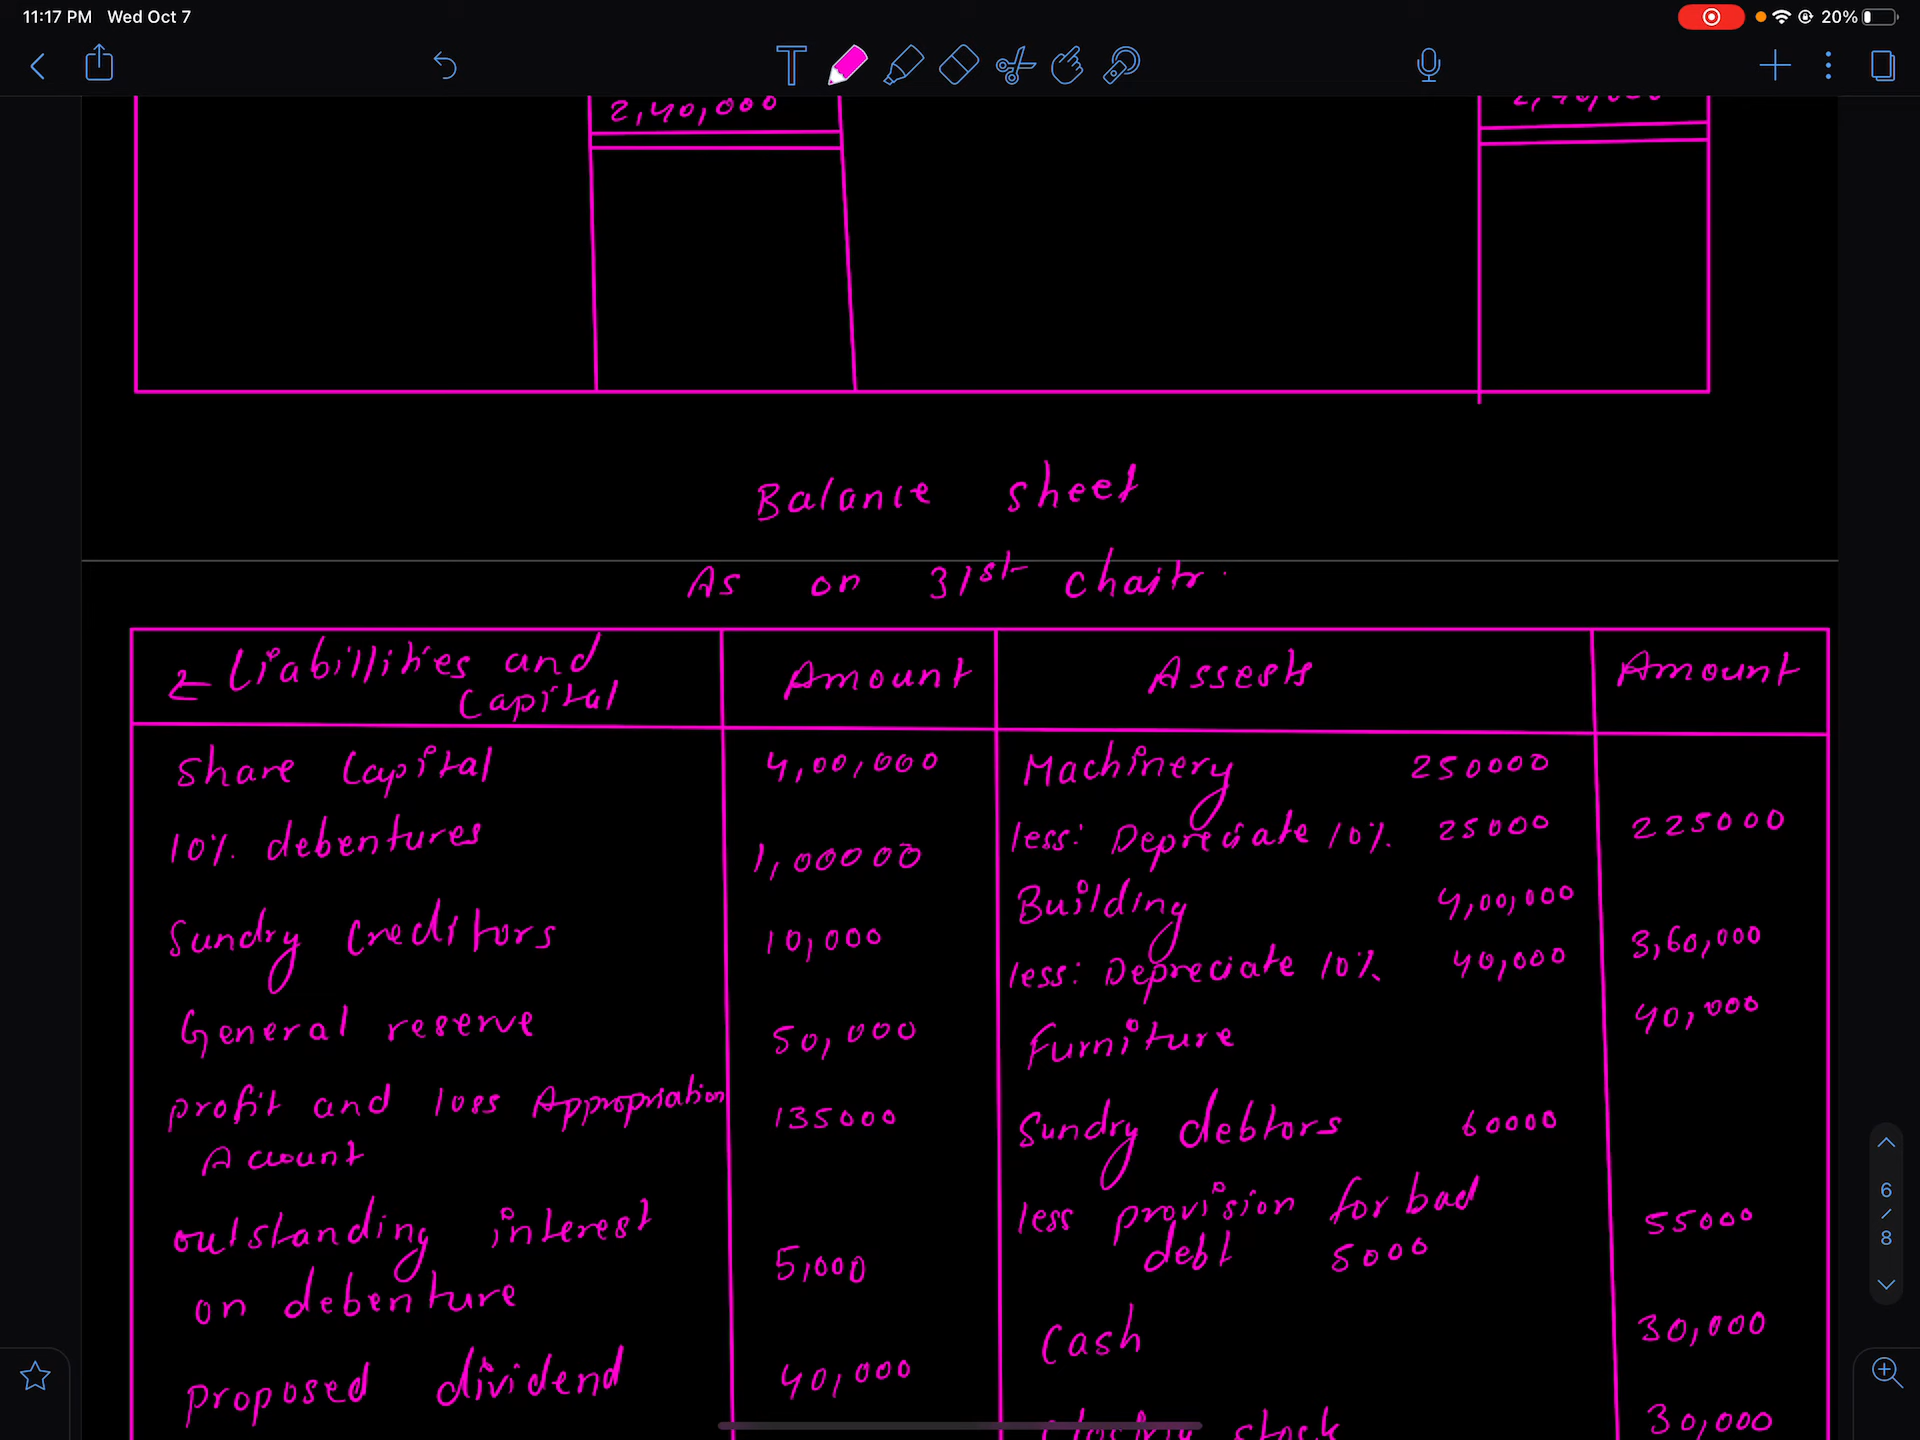 11:17 PM Wed Oct 7
20%
2,40,000
Balance sheet
As on 31st chaitr.
Liabillities and Amount Assests Amount
Capital
Share Capital 4,00,000 Machinery 250000
10% debentures 1,00000 less: Depreciate 10% 25000 225000
Sundry Creditors 10,000 Building 4,00,000
less: Depreciate 10% 40,000 3,60,000
General reserve 50,000 Furniture 40,000
profit and loss Appropriation 135000 Sundry debtors 60000
Account
outstanding interest less provision for bad 55000
on debenture 5,000 debt 5000
Cash 30,000
proposed dividend 40,000
stock 30,000
6
/
8